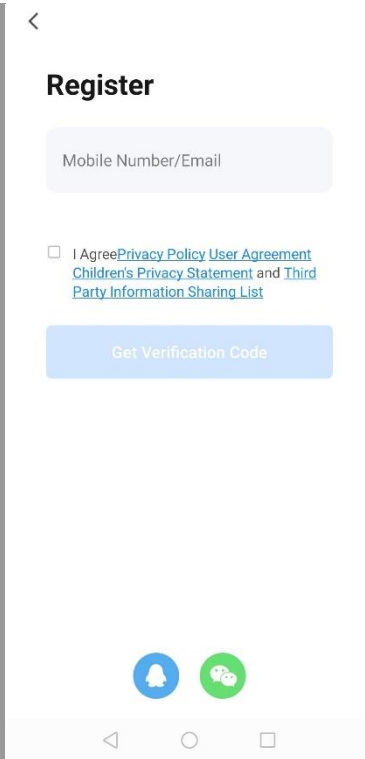 Register
Mobile Number/Email
I AgreePrivacy Policy User Agreement
Children's Privacy Statement and Third
Party Information Sharing List
Get Verification Code